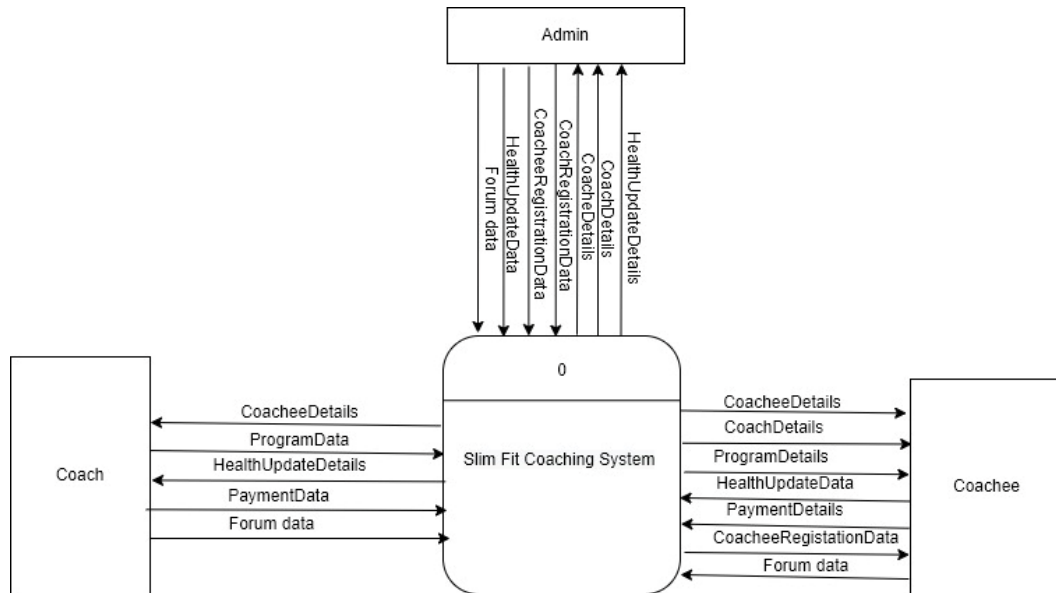 Admin
Forum data
HealthUpdateData
CoacheeRegistrationData
CoachRegistrationData
CoacheDetails
CoachDetails
HealthUpdateDetails
0
Slim Fit Coaching System
Coach
CoacheeDetails
ProgramData
HealthUpdateDetails
PaymentData
Forum data
CoacheeDetails
CoachDetails
ProgramDetails
HealthUpdateData
PaymentDetails
CoacheeRegistationData
Forum data
Coachee